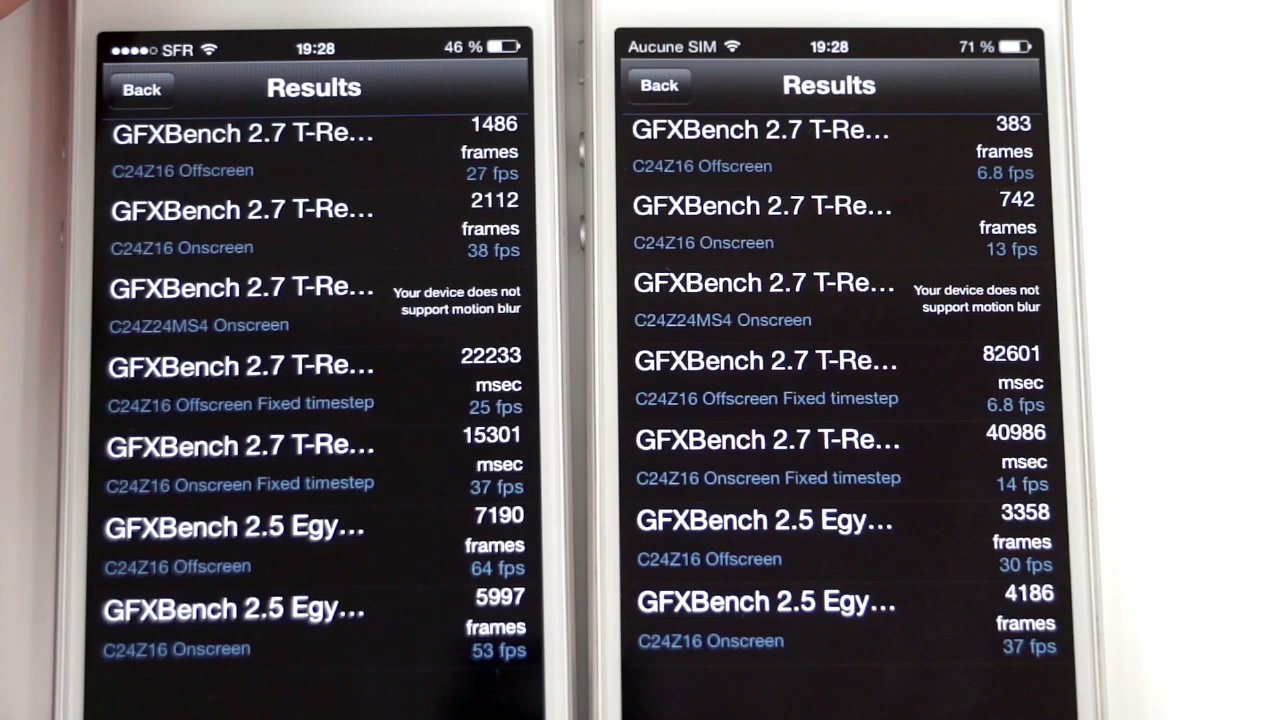 SFR 19:28 46 %
Back Results
GFXBench 2.7 T-Re... 1486
frames
C24Z16 Offscreen 27 fps
GFXBench 2.7 T-Re... 2112
frames
C24Z16 Onscreen 38 fps
GFXBench 2.7 T-Re... Your device does not
support motion blur
C24Z24MS4 Onscreen
GFXBench 2.7 T-Re... 22233
msec
C24Z16 Offscreen Fixed timestep 25 fps
GFXBench 2.7 T-Re... 15301
msec
C24Z16 Onscreen Fixed timestep 37 fps
GFXBench 2.5 Egy... 7190
frames
C24Z16 Offscreen 64 fps
GFXBench 2.5 Egy... 5997
frames
C24Z16 Onscreen 53 fps
Aucune SIM 19:28 71 %
Back Results
GFXBench 2.7 T-Re... 383
frames
C24Z16 Offscreen 6.8 fps
GFXBench 2.7 T-Re... 742
frames
C24Z16 Onscreen 13 fps
GFXBench 2.7 T-Re... Your device does not
support motion blur
C24Z24MS4 Onscreen
GFXBench 2.7 T-Re... 82601
msec
C24Z16 Offscreen Fixed timestep 6.8 fps
GFXBench 2.7 T-Re... 40986
msec
C24Z16 Onscreen Fixed timestep 14 fps
GFXBench 2.5 Egy... 3358
frames
C24Z16 Offscreen 30 fps
GFXBench 2.5 Egy... 4186
frames
C24Z16 Onscreen 37 fps